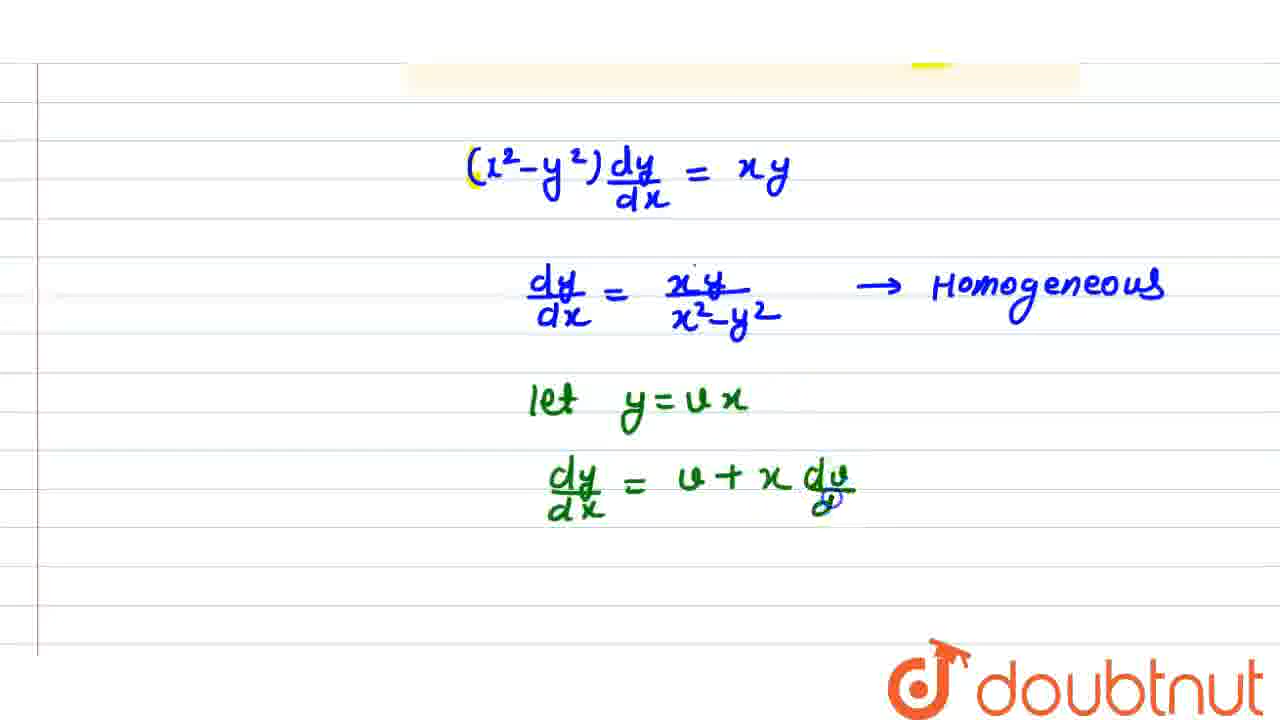 (x²-y²) dy/dx = xy
dy/dx = xy/x²-y² → Homogeneous
let y = vx
dy/dx = v + x dv/d
doubtnut